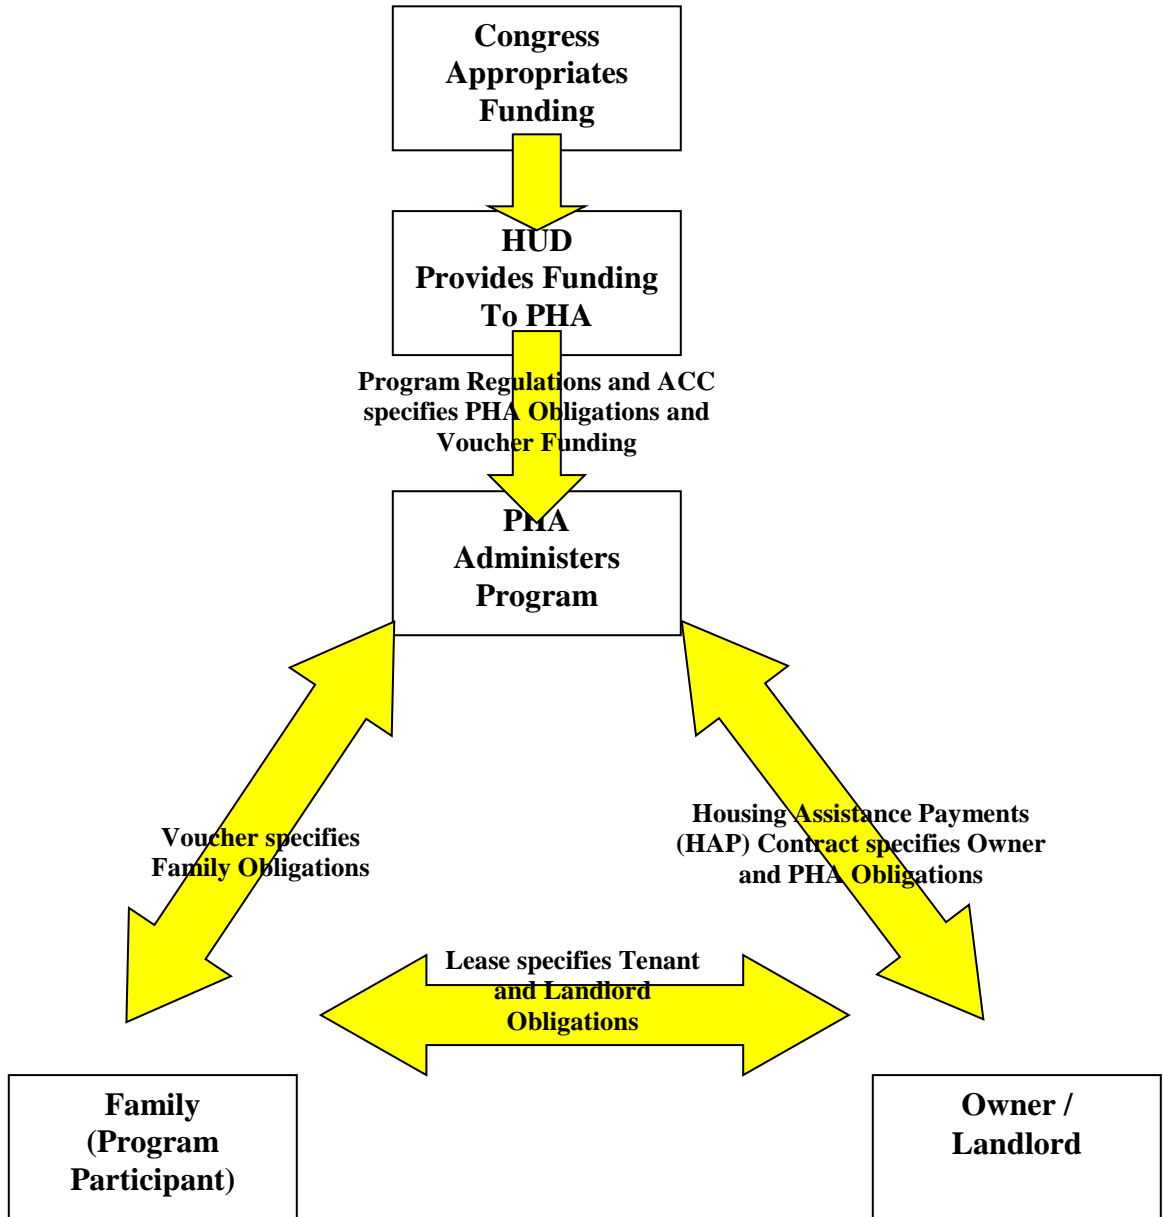 Congress
Appropriates
Funding
HUD
Provides Funding
To PHA
Program Regulations and ACC
specifies PHA Obligations and
Voucher Funding
PHA
Administers
Program
Voucher specifies
Family Obligations
Housing Assistance Payments
(HAP) Contract specifies Owner
and PHA Obligations
Lease specifies Tenant
and Landlord
Obligations
Family
(Program
Participant)
Owner /
Landlord